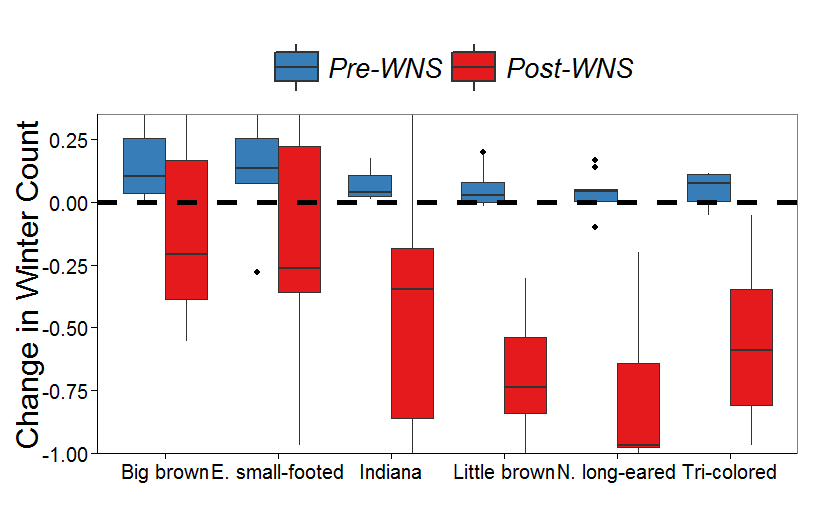 Pre-WNS Post-WNS
Change in Winter Count
0.25
0.00
-0.25
-0.50
-0.75
-1.00
Big brown E. small-footed Indiana Little brown N. long-eared Tri-colored